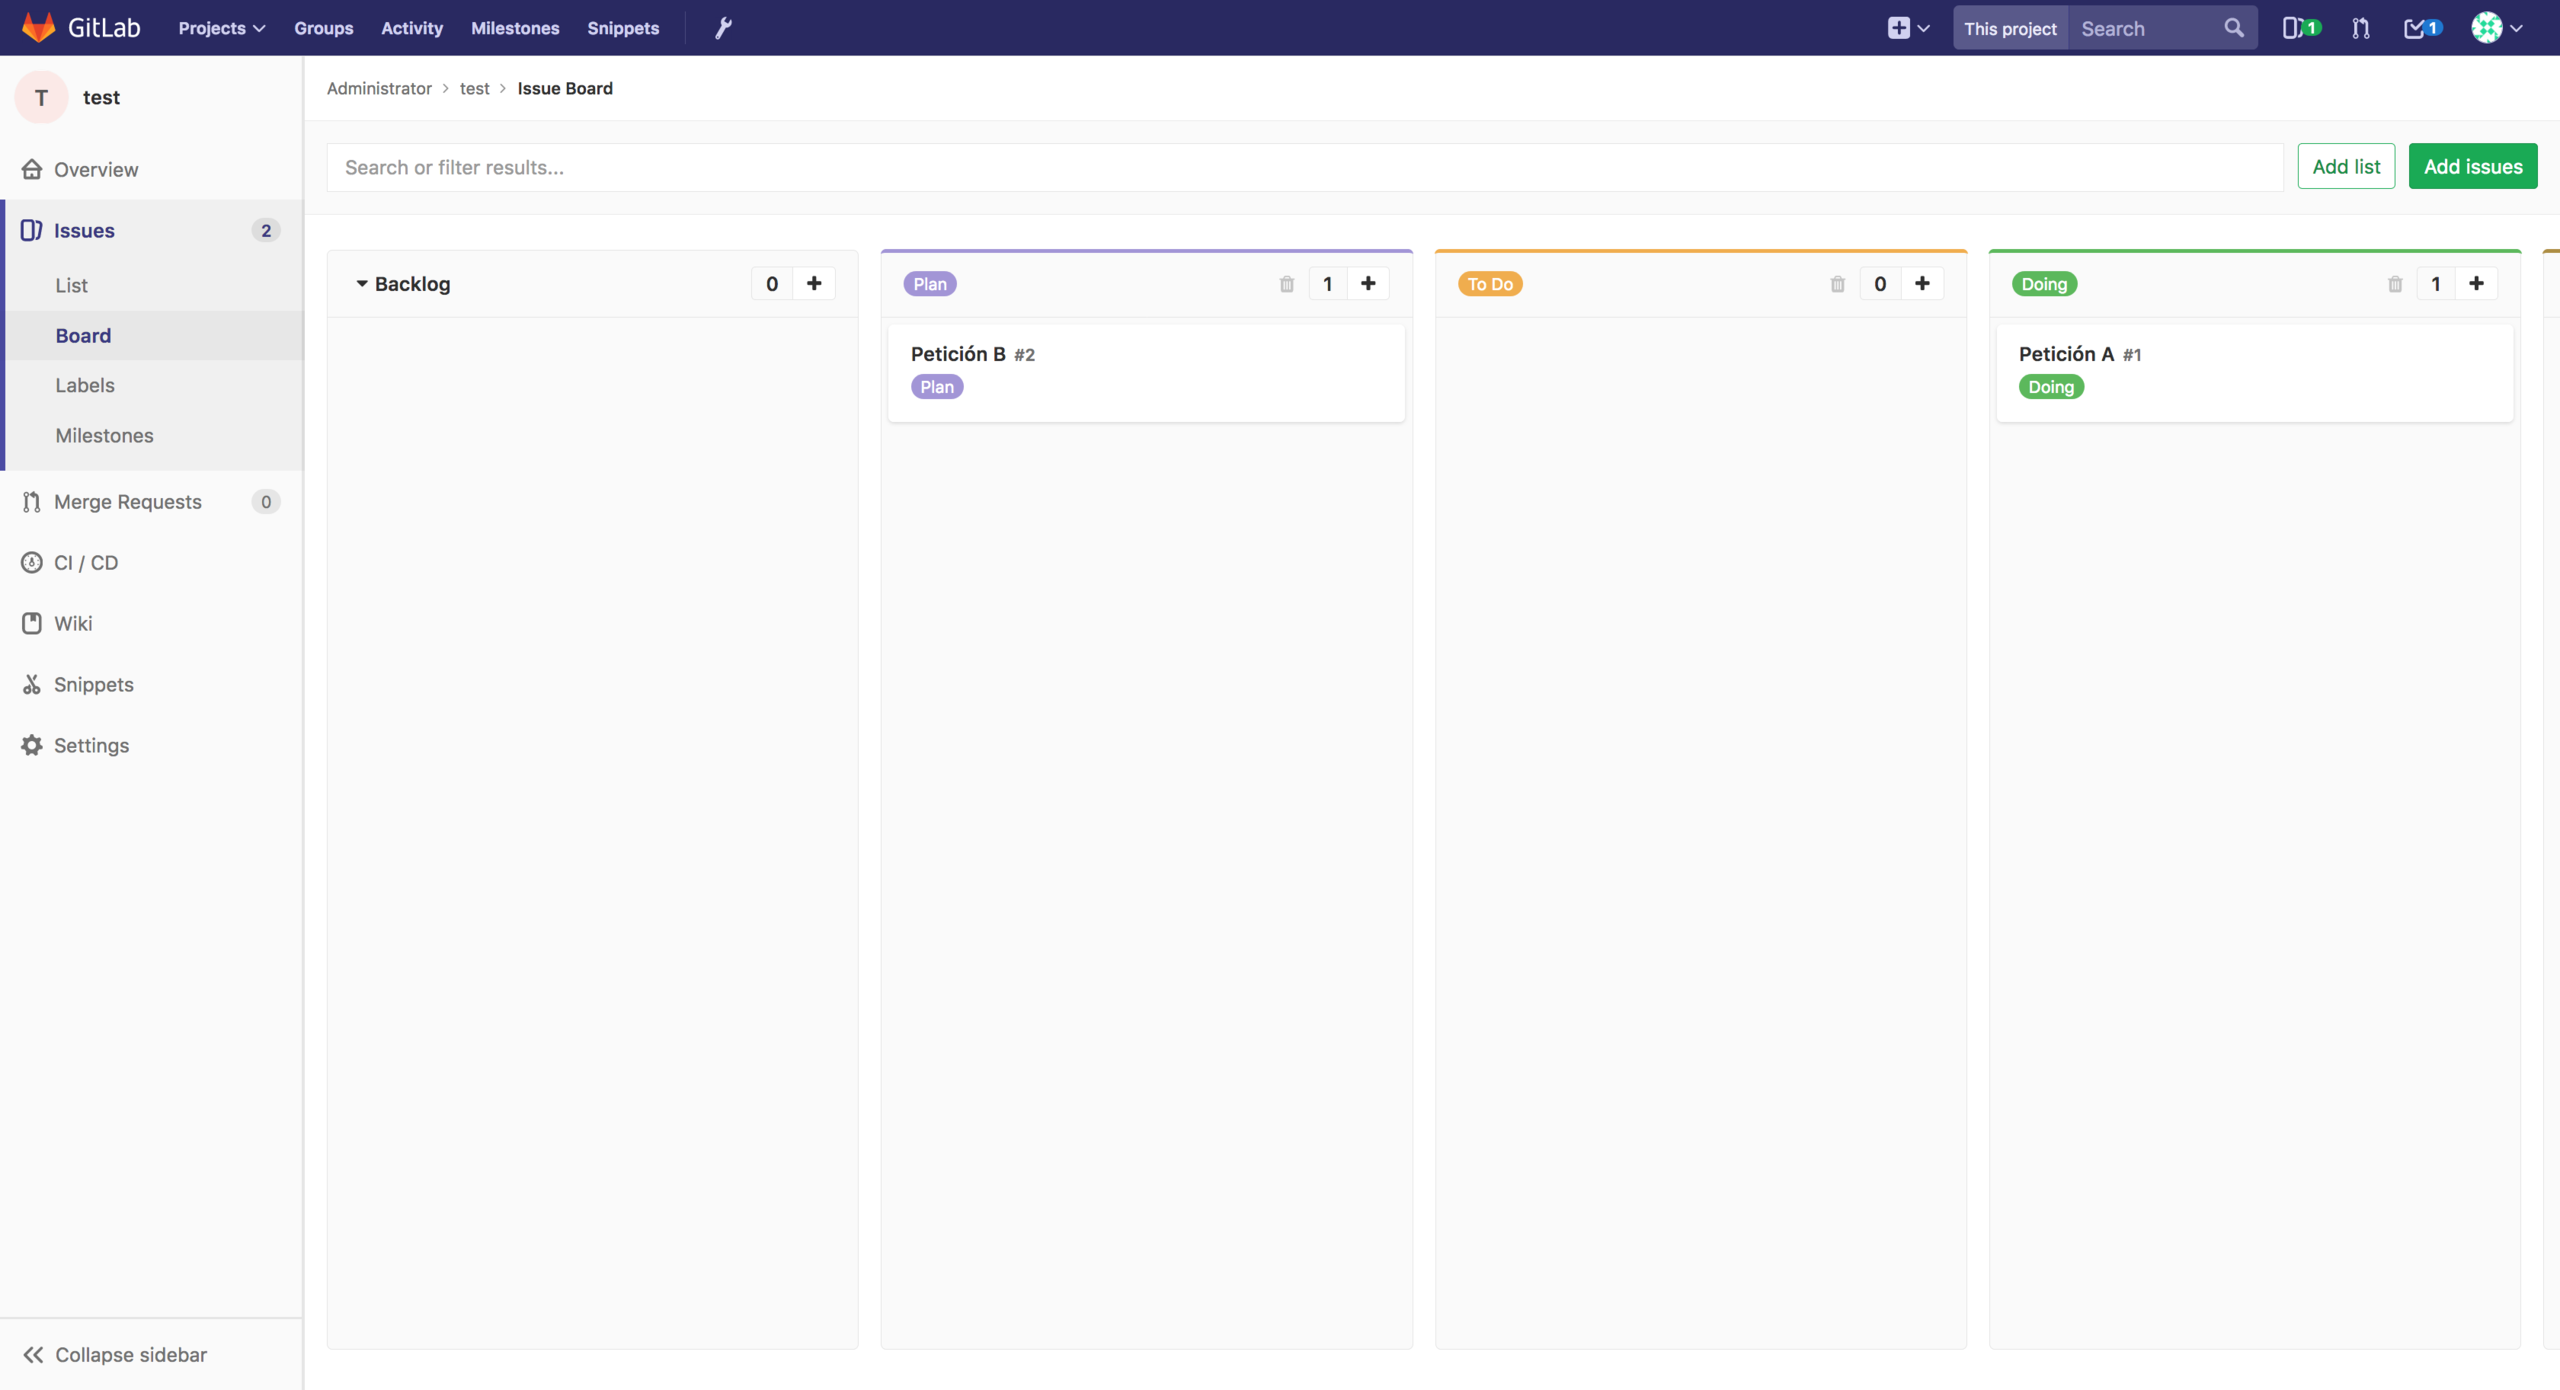 GitLab Projects Groups Activity Milestones Snippets This project Search 1 1
T test
Administrator > test > Issue Board
Search or filter results... Add list Add issues
Overview
Issues 2
List
Board
Labels
Milestones
Merge Requests 0
CI / CD
Wiki
Snippets
Settings
Collapse sidebar
Backlog 0
Plan 1
Petición B #2
Plan
To Do 0
Doing 1
Petición A #1
Doing